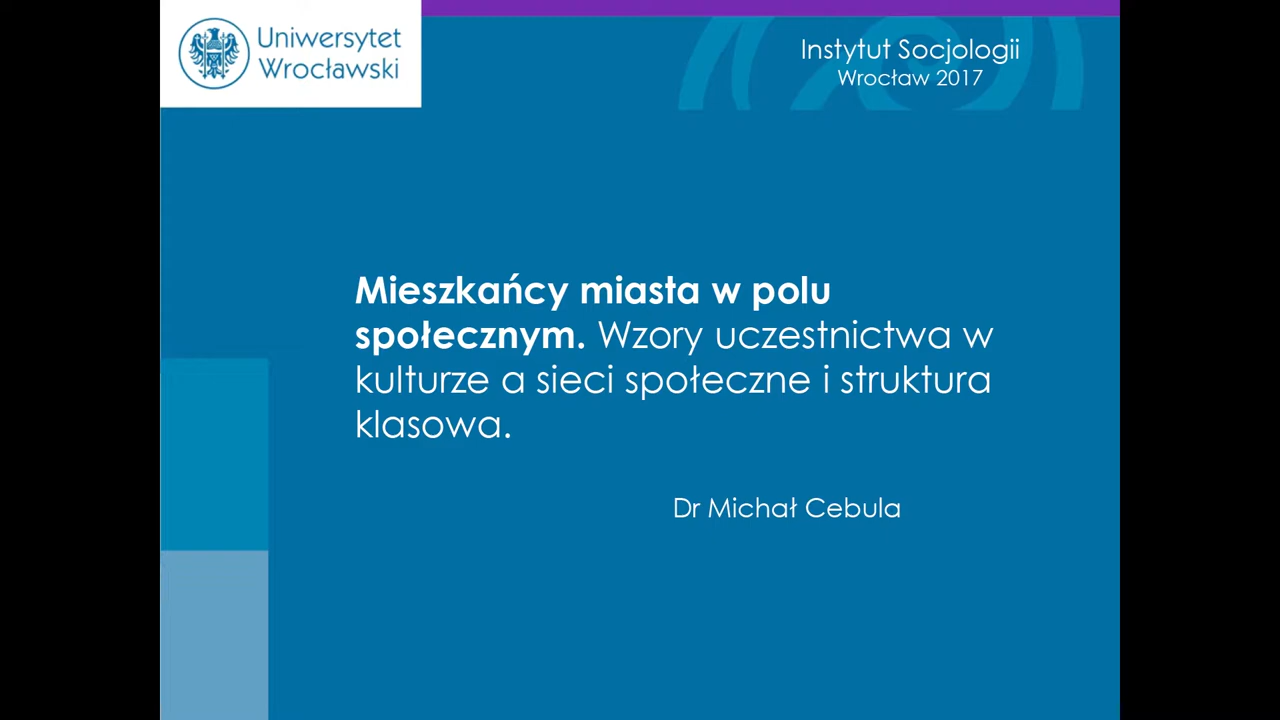 Uniwersytet
Wrocławski
Instytut Socjologii
Wrocław 2017
Mieszkańcy miasta w polu
społecznym. Wzory uczestnictwa w
kulturze a sieci społeczne i struktura
klasowa.
Dr Michał Cebula